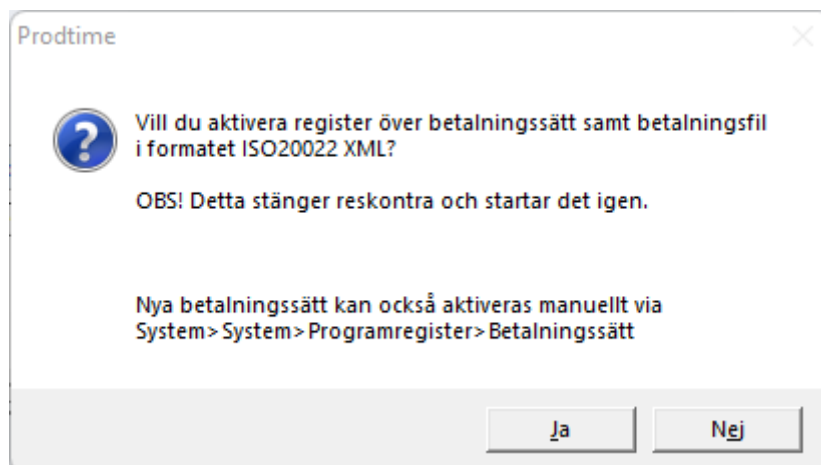 Prodtime
Vill du aktivera register över betalningssätt samt betalningsfil
i formatet ISO20022 XML?
OBS! Detta stänger reskontra och startar det igen.
Nya betalningssätt kan också aktiveras manuellt via
System>System>Programregister>Betalningssätt
Ja
Nej